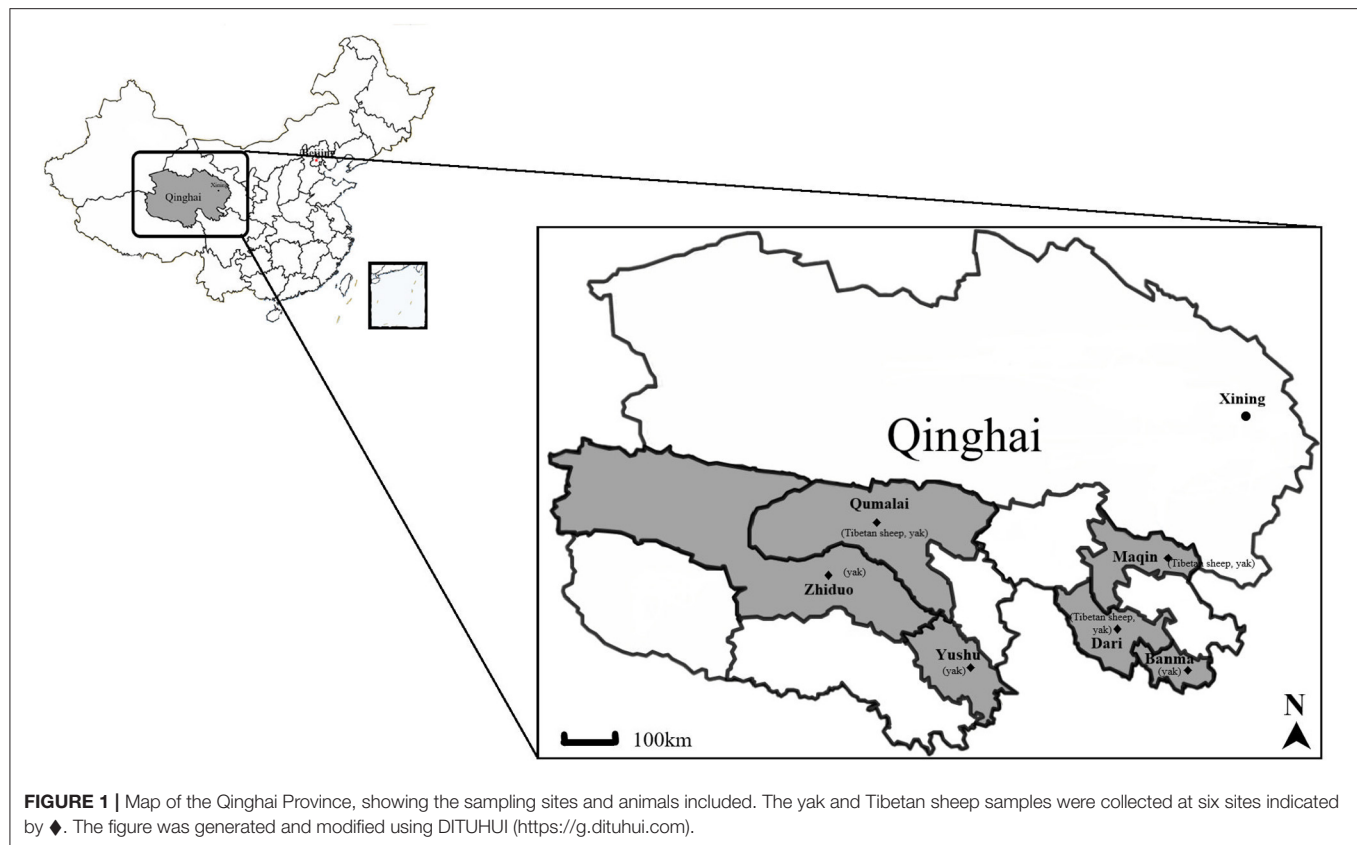 Beijing
Xining
Qinghai
Xining
Qinghai
Qumalai
(Tibetan sheep, yak)
Maqin
(Tibetan sheep, yak)
(yak)
Zhiduo
(Tibetan sheep,
yak)
Dari
Yushu
(yak)
Banma
(yak)
N
100km
FIGURE 1 | Map of the Qinghai Province, showing the sampling sites and animals included. The yak and Tibetan sheep samples were collected at six sites indicated
by ♦. The figure was generated and modified using DITUHUI (https://g.dituhui.com).